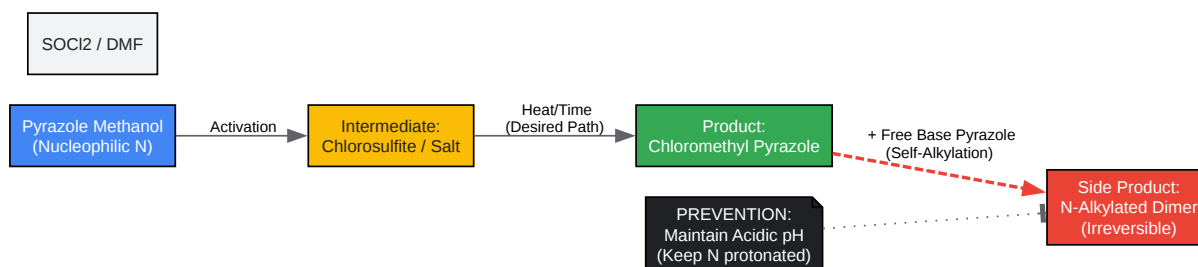 SOCl2 / DMF
Pyrazole Methanol
(Nucleophilic N)
Activation
Intermediate:
Chlorosulfite / Salt
Heat/Time
(Desired Path)
Product:
Chloromethyl Pyrazole
+ Free Base Pyrazole
(Self-Alkylation)
Side Product:
N-Alkylated Dimer
(Irreversible)
PREVENTION:
Maintain Acidic pH
(Keep N protonated)